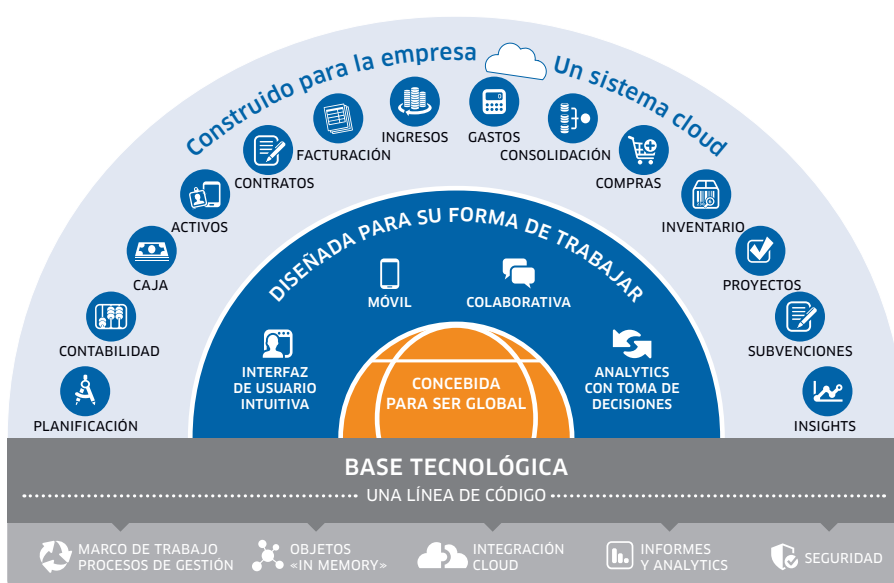 Construido para la empresa
Un sistema cloud
PLANIFICACIÓN
CONTABILIDAD
CAJA
ACTIVOS
CONTRATOS
FACTURACIÓN
INGRESOS
GASTOS
CONSOLIDACIÓN
COMPRAS
INVENTARIO
PROYECTOS
SUBVENCIONES
INSIGHTS
DISEÑADA PARA SU FORMA DE TRABAJAR
INTERFAZ
DE USUARIO
INTUITIVA
MÓVIL
COLABORATIVA
ANALYTICS
CON TOMA DE
DECISIONES
CONCEBIDA
PARA SER GLOBAL
BASE TECNOLÓGICA
UNA LÍNEA DE CÓDIGO
MARCO DE TRABAJO
PROCESOS DE GESTIÓN
OBJETOS
«IN MEMORY»
INTEGRACIÓN
CLOUD
INFORMES
Y ANALYTICS
SEGURIDAD